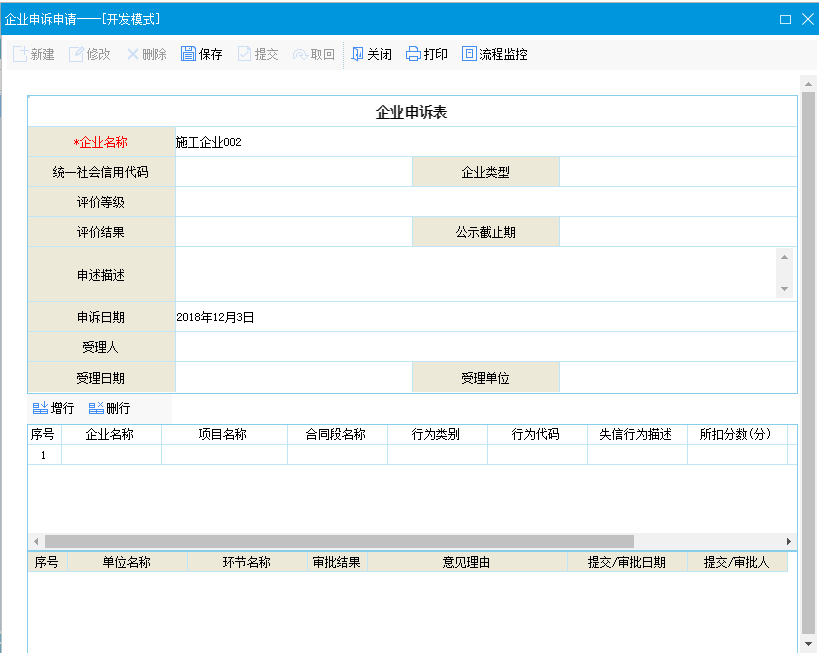 企业申诉申请——[开发模式]
新建 修改 删除 保存 提交 取回 关闭 打印 流程监控
企业申诉表
*企业名称 施工企业002
统一社会信用代码 企业类型
评价等级
评价结果 公示截止期
申述描述
申诉日期 2018年12月3日
受理人
受理日期 受理单位
增行 删行
序号 企业名称 项目名称 合同段名称 行为类别 行为代码 失信行为描述 所扣分数(分)
1
序号 单位名称 环节名称 审批结果 意见理由 提交/审批日期 提交/审批人